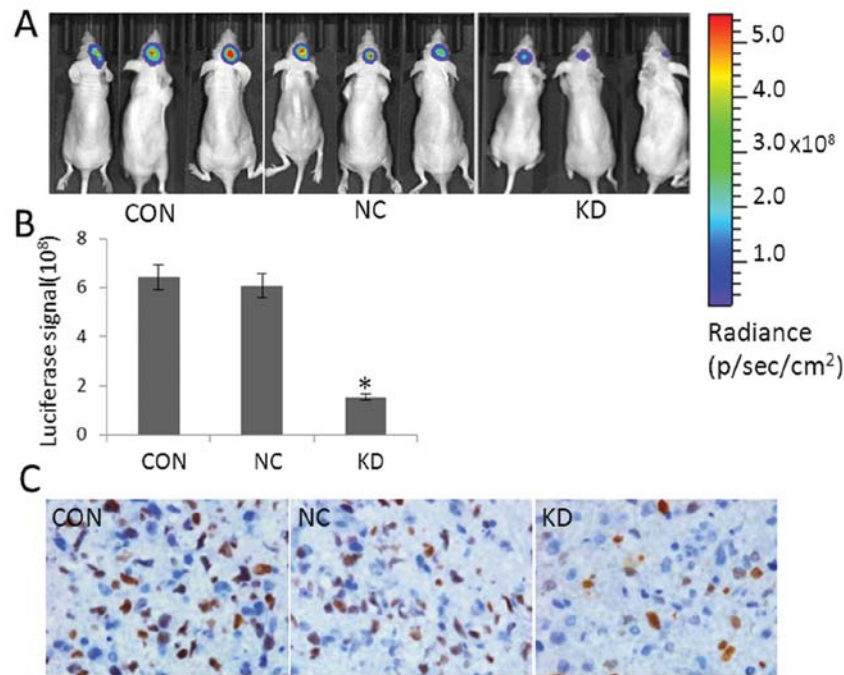 A
CON
NC
KD
5.0
4.0
3.0
x10⁸
2.0
1.0
Radiance
(p/sec/cm²)
B
Luciferase signal(10⁸)
8
6
4
2
0
*
CON
NC
KD
C
CON
NC
KD